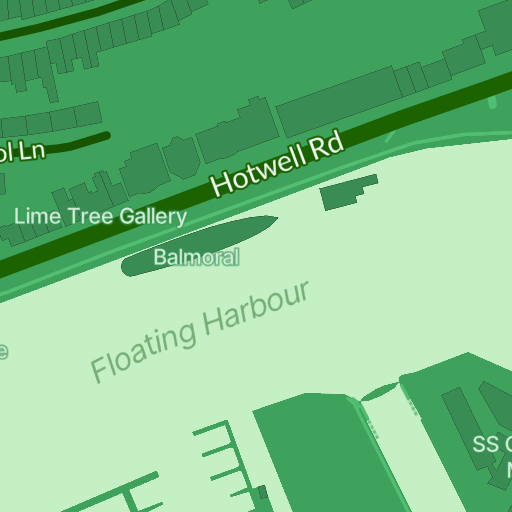 ol Ln
Hotwell Rd
Lime Tree Gallery
Balmoral
Floating Harbour
e
SS